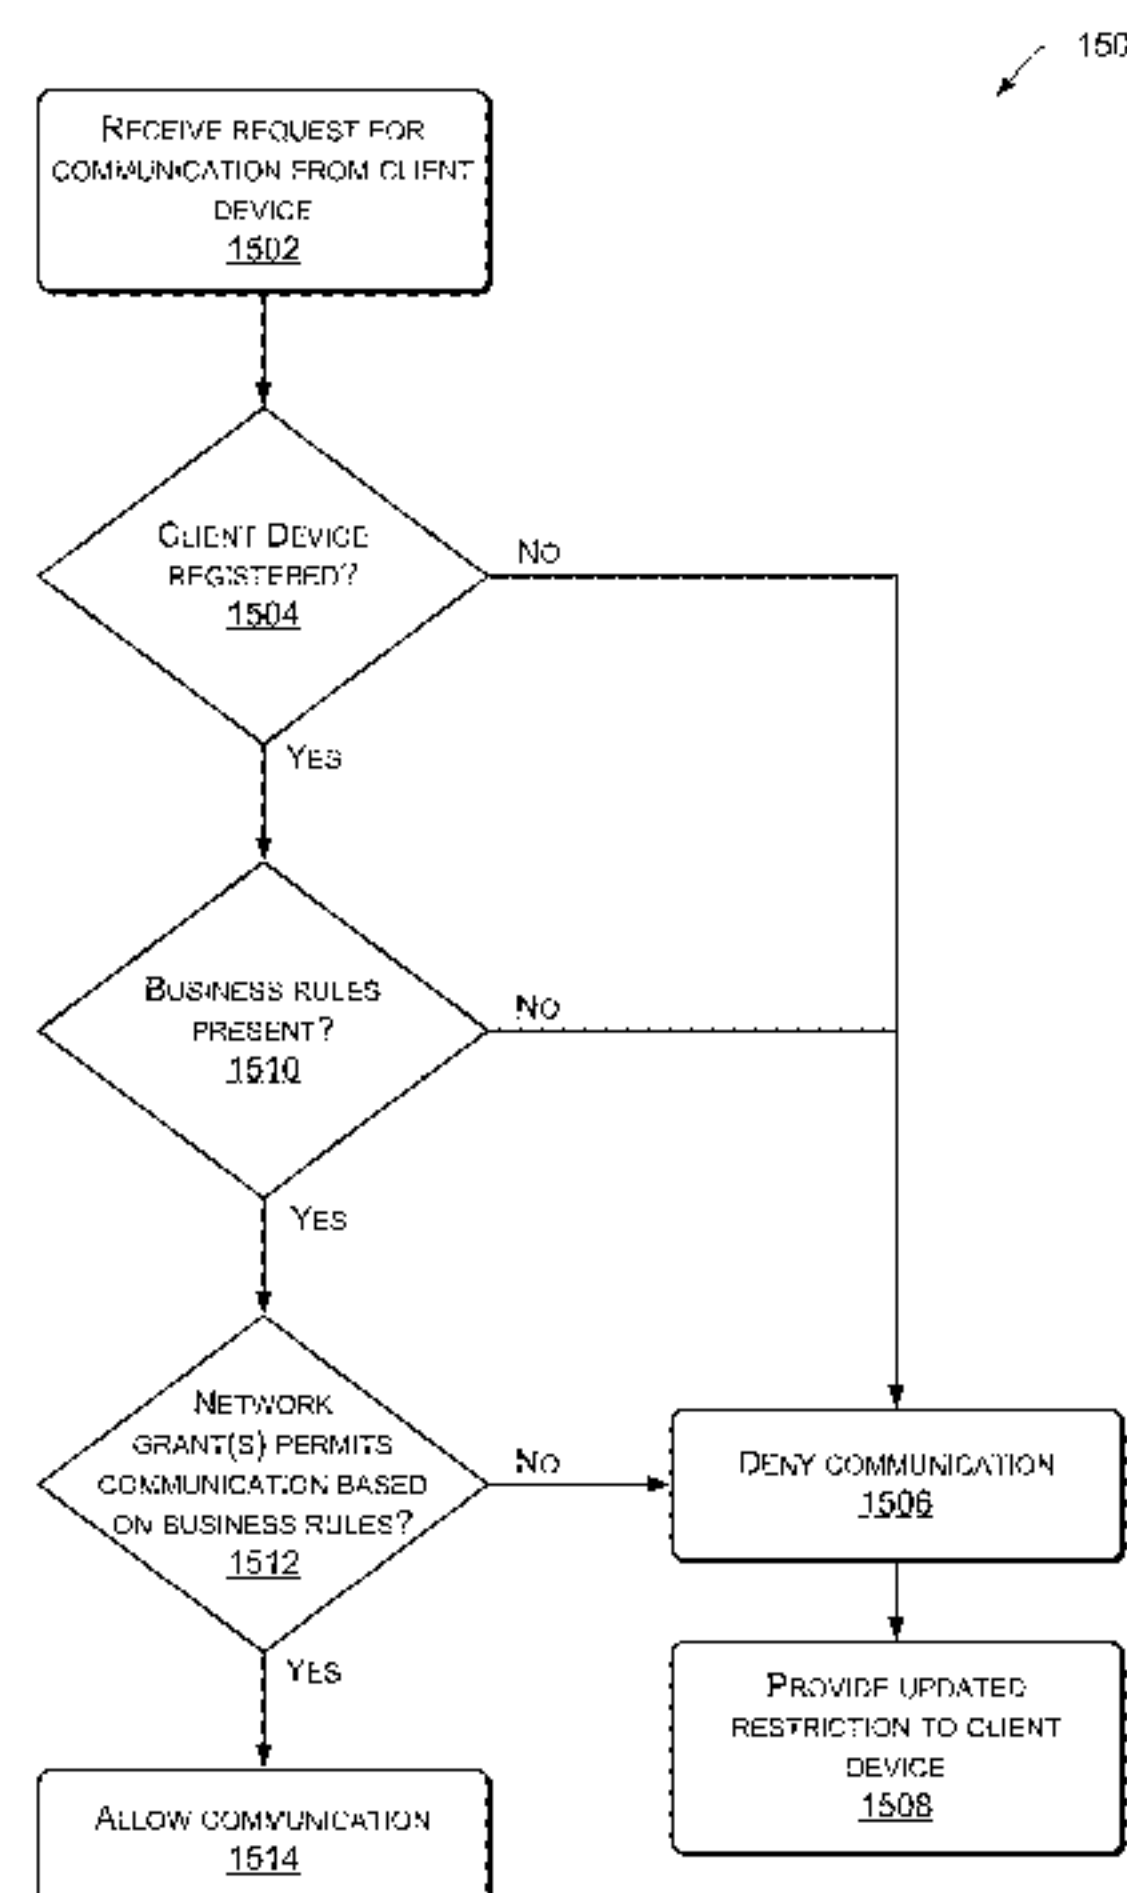 150
RECEIVE REQUEST FOR
COMMUNICATION FROM CLIENT
DEVICE
1502
CLIENT DEVICE
REGISTERED?
1504
NO
YES
BUSINESS RULES
PRESENT?
1510
NO
YES
NETWORK
GRANT(S) PERMITS
COMMUNICATION BASED
ON BUSINESS RULES?
1512
NO
YES
DENY COMMUNICATION
1506
PROVIDE UPDATED
RESTRICTION TO CLIENT
DEVICE
1508
ALLOW COMMUNICATION
1514